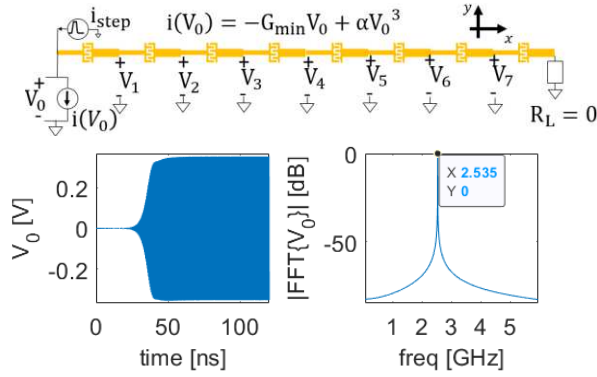 i_step
i(V₀) = −G_min V₀ + αV₀³
y
x
V₀
+
-
i(V₀)
+ + + + + + +
V₁ V₂ V₃ V₄ V₅ V₆ V₇
- - - - - - -
R_L = 0
V₀ [V]
0.2
0
-0.2
0 50 100
time [ns]
|FFT{V₀}| [dB]
0
-50
X 2.535
Y 0
1 2 3 4 5
freq [GHz]